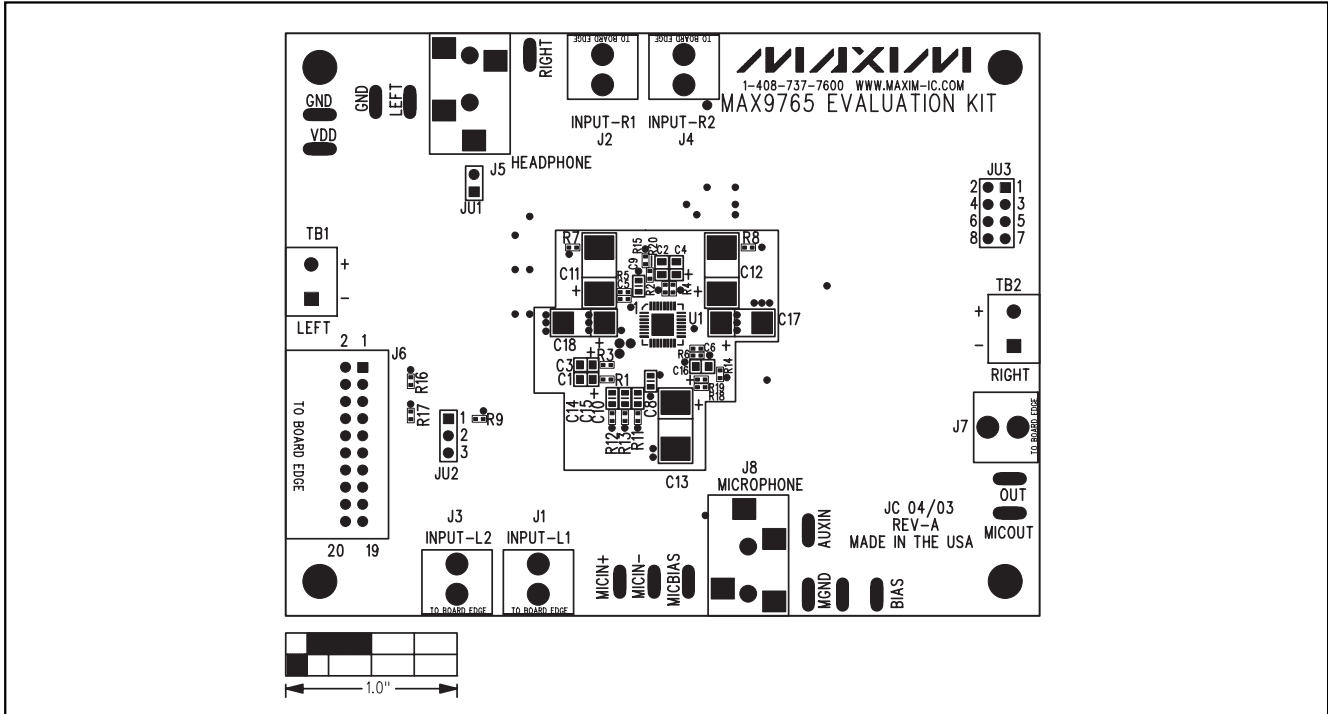 TO BOARD EDGE
TO BOARD EDGE
MAXIM
1-408-737-7600 WWW.MAXIM-IC.COM
MAX9765 EVALUATION KIT
GND
VDD
GND
LEFT
RIGHT
INPUT-R1
J2
INPUT-R2
J4
J5
HEADPHONE
JU1
JU3
2 1
4 3
6 5
8 7
TB1
+
-
LEFT
R7
C11
+
R15
R20
C9
R5
C5
R2
C2
C4
+
R4
R8
C12
+
1
U1
C17
+
C18
+
TB2
+
-
RIGHT
2 1
J6
TO BOARD EDGE
20 19
R16
R17
1
2
3
JU2
R9
+
C3
R3
C1
R1
+
C14
C15
C10
R12
R13
R11
C8
C6
R6
C16
+
R14
R19
R18
+
C13
J7
TO BOARD EDGE
OUT
MICOUT
J8
MICROPHONE
AUXIN
JC 04/03
REV-A
MADE IN THE USA
J3
INPUT-L2
TO BOARD EDGE
J1
INPUT-L1
TO BOARD EDGE
MICIN+
MICIN-
MICBIAS
MGND
BIAS
1.0"